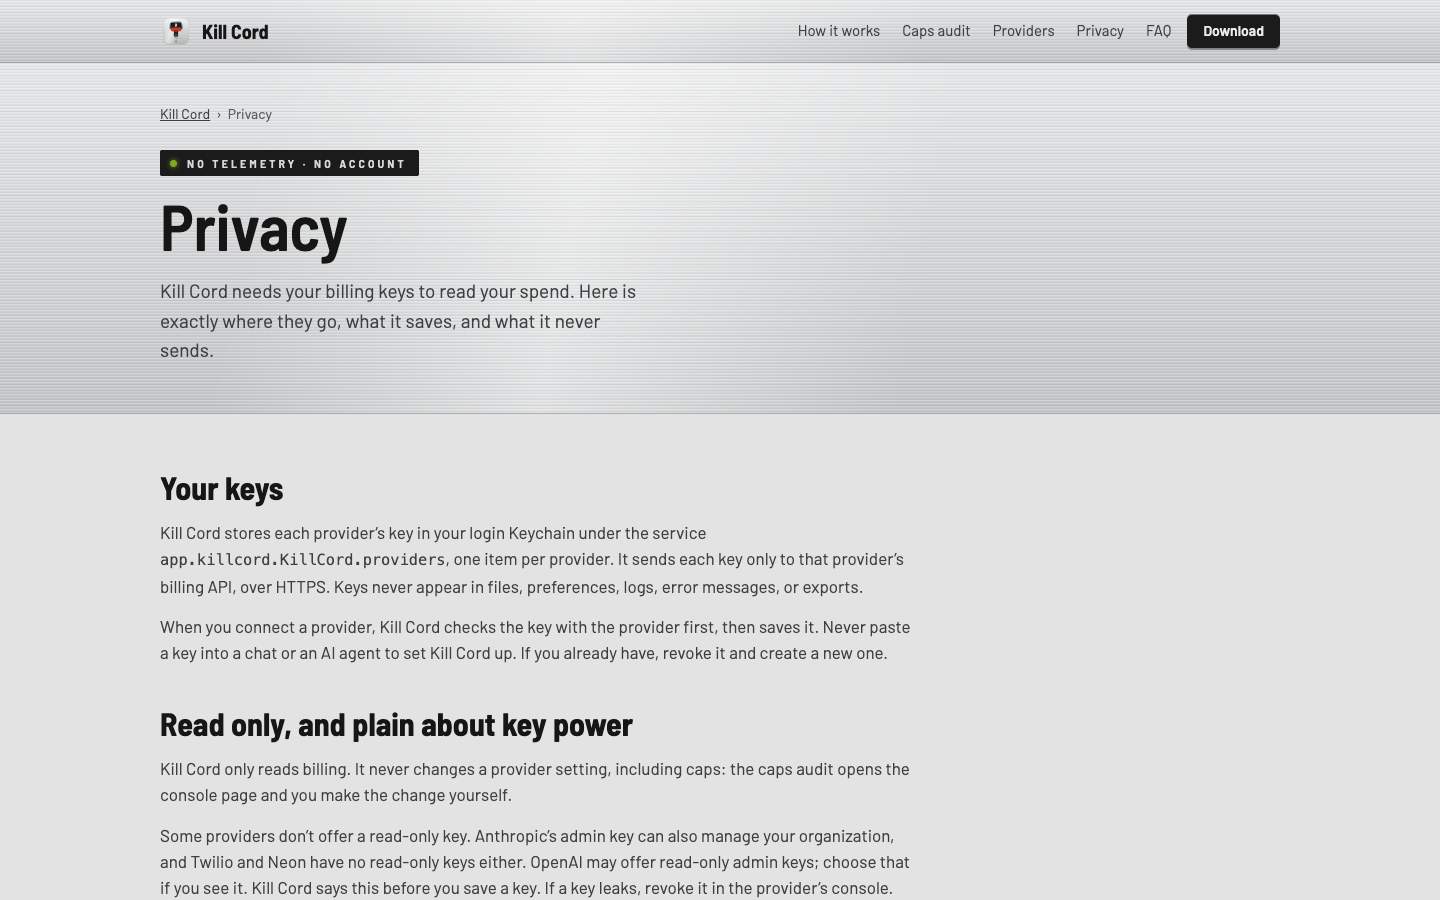 Kill Cord
How it works
Caps audit
Providers
Privacy
FAQ
Download
Kill Cord › Privacy
NO TELEMETRY · NO ACCOUNT
Privacy
Kill Cord needs your billing keys to read your spend. Here is
exactly where they go, what it saves, and what it never
sends.
Your keys
Kill Cord stores each provider’s key in your login Keychain under the service
app.killcord.KillCord.providers, one item per provider. It sends each key only to that provider’s
billing API, over HTTPS. Keys never appear in files, preferences, logs, error messages, or exports.
When you connect a provider, Kill Cord checks the key with the provider first, then saves it. Never paste
a key into a chat or an AI agent to set Kill Cord up. If you already have, revoke it and create a new one.
Read only, and plain about key power
Kill Cord only reads billing. It never changes a provider setting, including caps: the caps audit opens the
console page and you make the change yourself.
Some providers don’t offer a read-only key. Anthropic’s admin key can also manage your organization,
and Twilio and Neon have no read-only keys either. OpenAI may offer read-only admin keys; choose that
if you see it. Kill Cord says this before you save a key. If a key leaks, revoke it in the provider’s console.